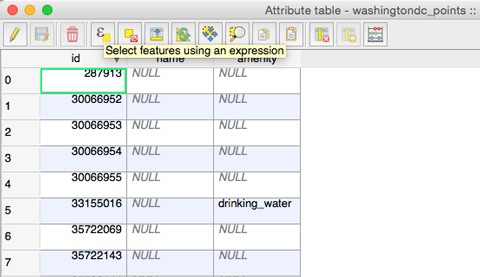 Attribute table - washingtondc_points ::
Select features using an expression
id name amenity
0 287913 NULL NULL
1 30066952 NULL NULL
2 30066953 NULL NULL
3 30066954 NULL NULL
4 30066955 NULL NULL
5 33155016 NULL drinking_water
6 35722069 NULL NULL
7 35722143 NULL NULL